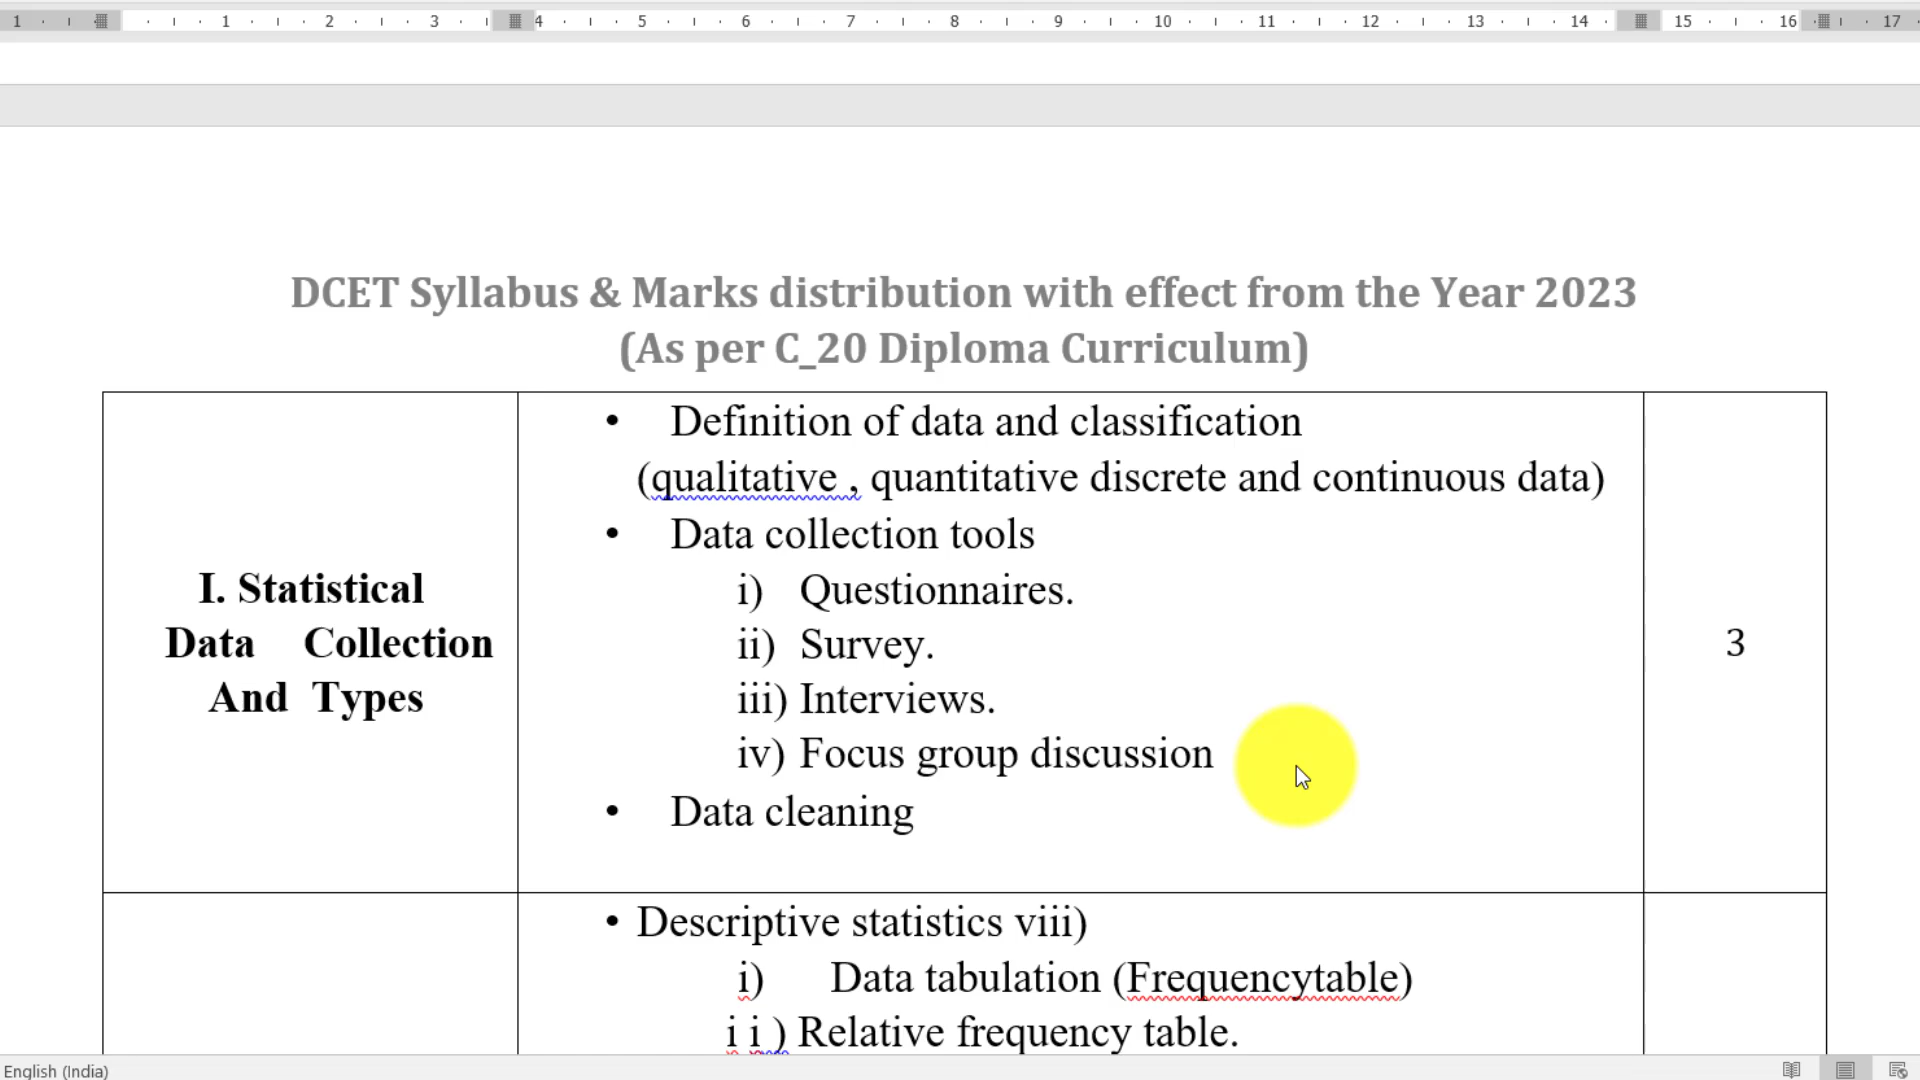 1 1 2 3 4 5 6 7 8 9 10 11 12 13 14 15 16 17
DCET Syllabus & Marks distribution with effect from the Year 2023
(As per C_20 Diploma Curriculum)
I. Statistical
Data Collection
And Types
• Definition of data and classification
(qualitative , quantitative discrete and continuous data)
• Data collection tools
i) Questionnaires.
ii) Survey.
iii) Interviews.
iv) Focus group discussion
• Data cleaning
3
• Descriptive statistics viii)
i) Data tabulation (Frequencytable)
i i ) Relative frequency table.
English (India)